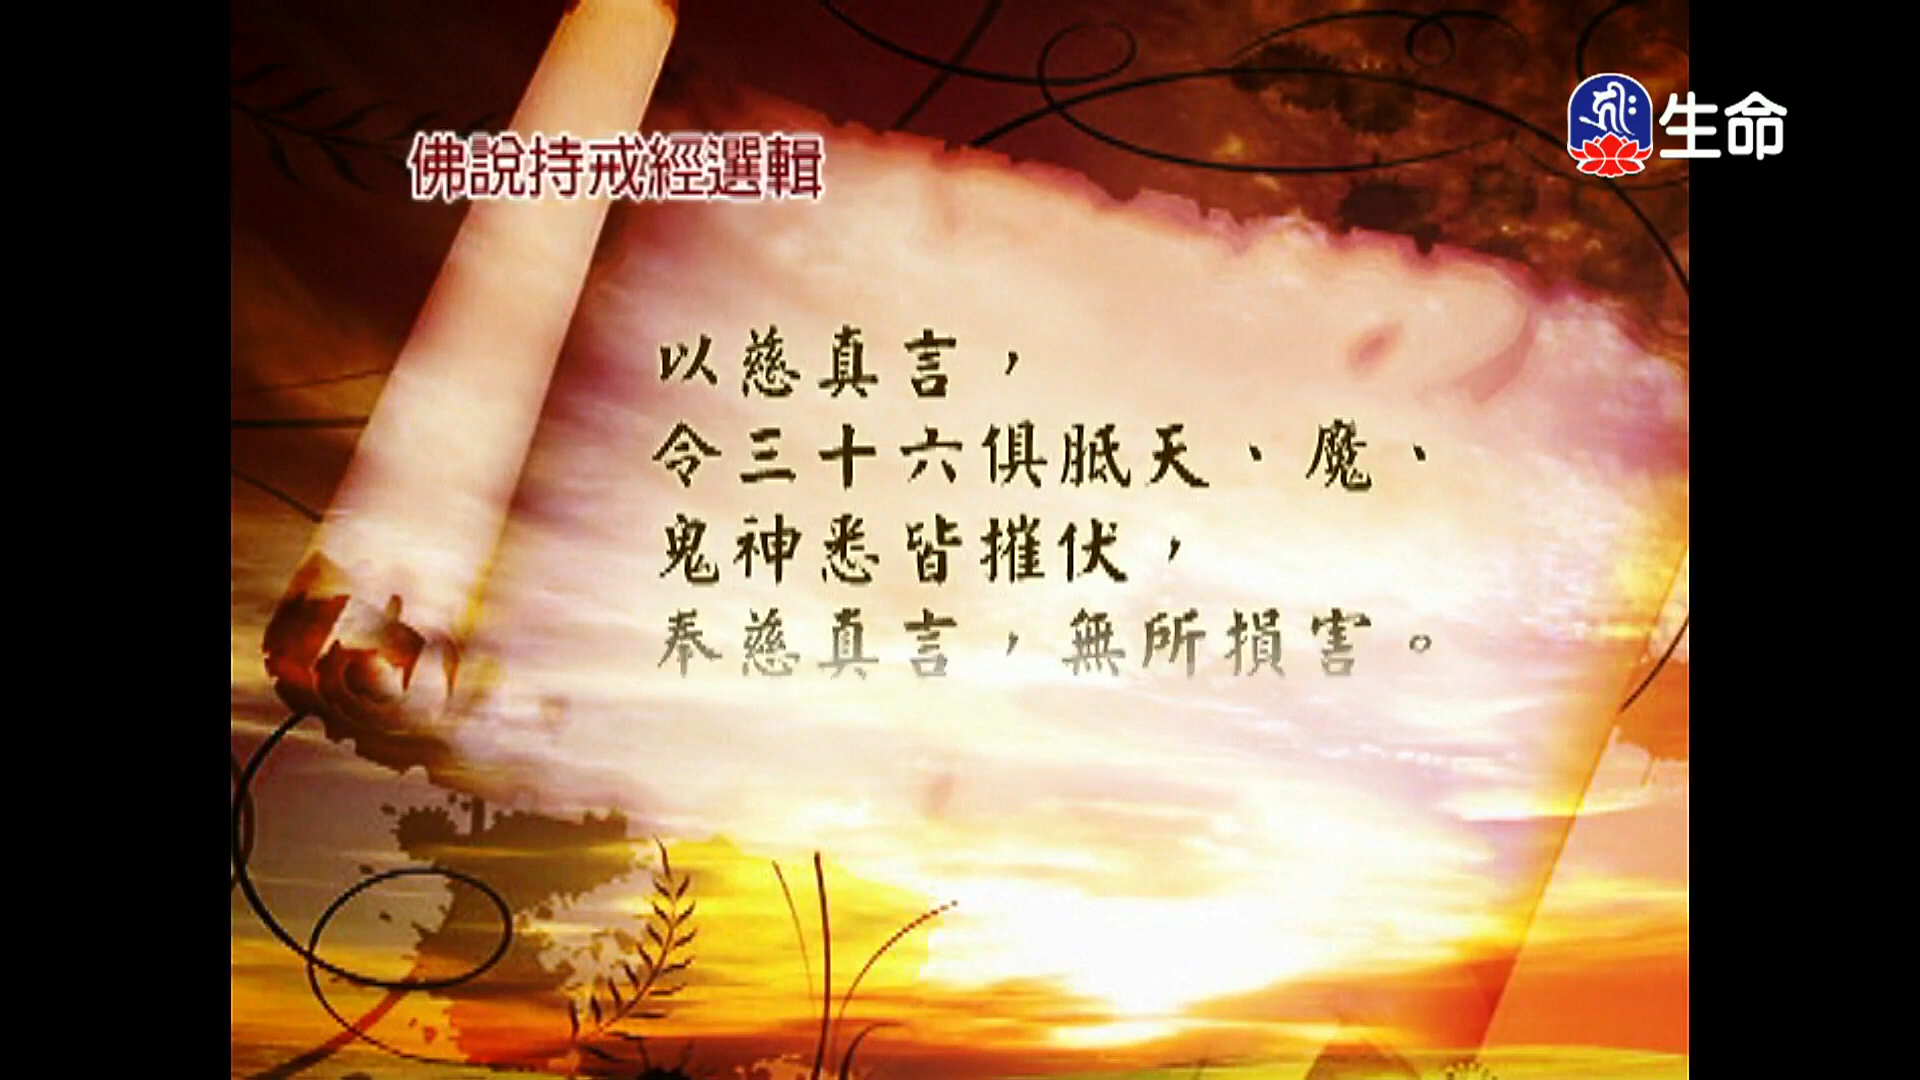 佛說持戒經選輯
生命
以慈真言，
令三十六俱胝天、魔、
鬼神悉皆摧伏，
奉慈真言，無所損害。